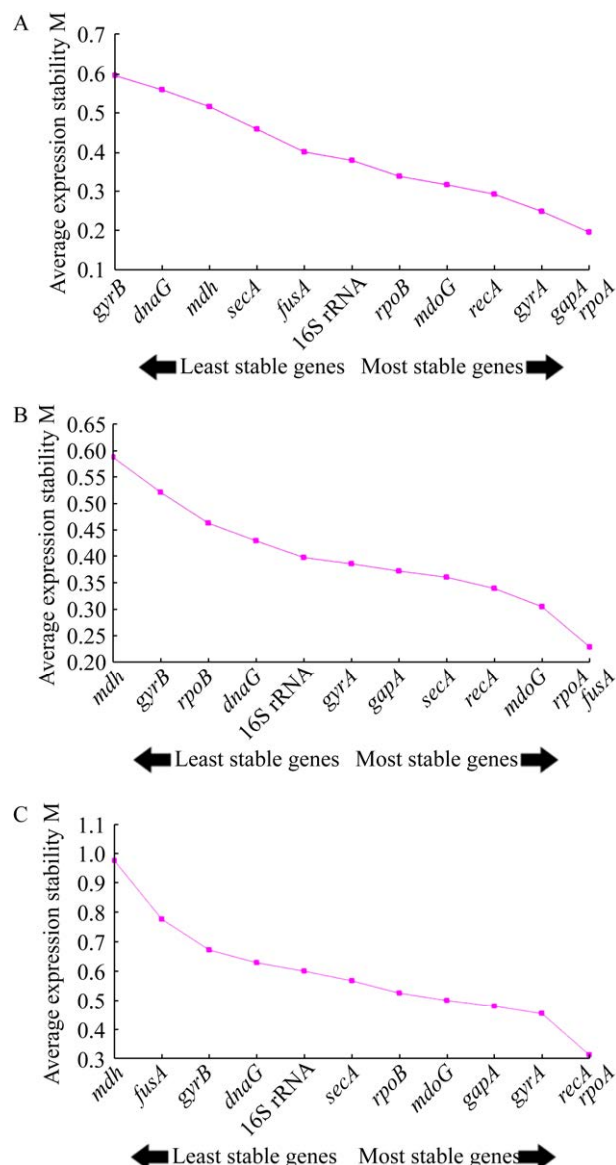 A
Average expression stability M
0.7
0.6
0.5
0.4
0.3
0.2
0.1
gyrB dnaG mdh secA fusA 16S rRNA rpoB mdoG recA gyrA gapA rpoA
Least stable genes Most stable genes
B
Average expression stability M
0.65
0.60
0.55
0.50
0.45
0.40
0.35
0.30
0.25
0.20
mdh gyrB rpoB dnaG 16S rRNA gyrA gapA secA recA mdoG rpoA fusA
Least stable genes Most stable genes
C
Average expression stability M
1.1
1.0
0.9
0.8
0.7
0.6
0.5
0.4
0.3
mdh fusA gyrB dnaG 16S rRNA secA rpoB mdoG gapA gyrA recA rpoA
Least stable genes Most stable genes